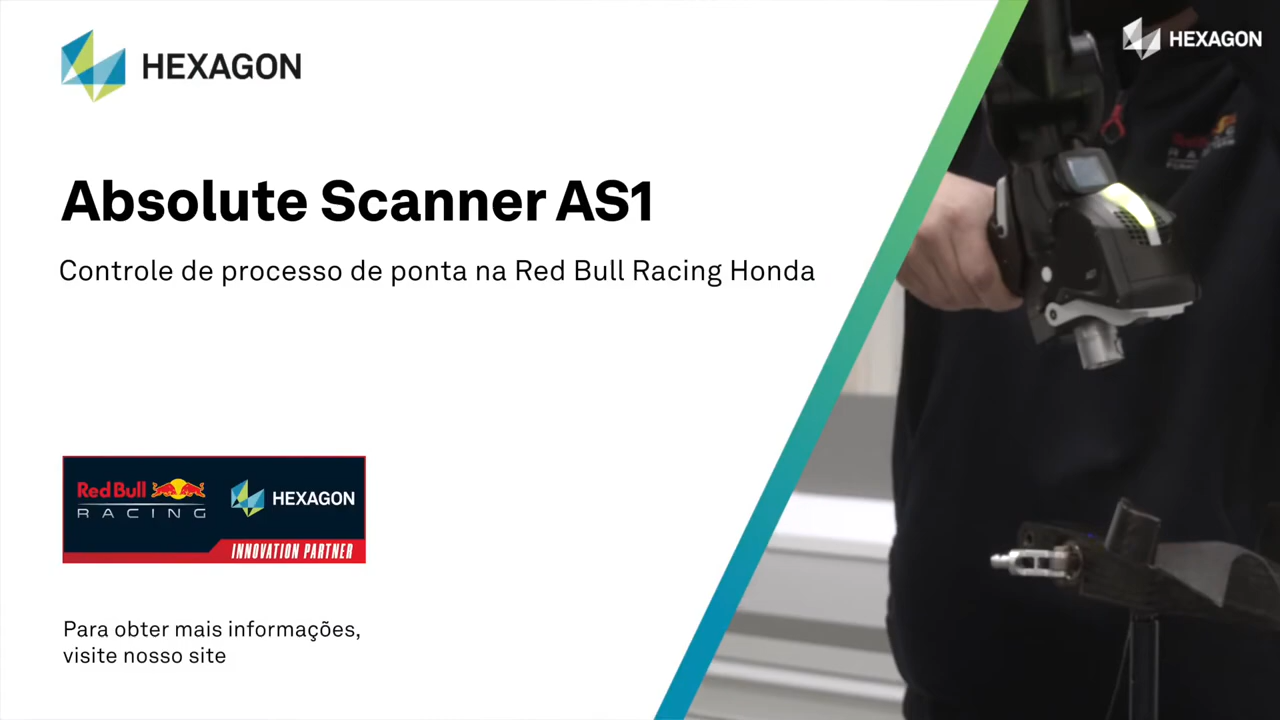 HEXAGON
HEXAGON
Absolute Scanner AS1
Controle de processo de ponta na Red Bull Racing Honda
Red Bull
RACING
HEXAGON
INNOVATION PARTNER
Para obter mais informações,
visite nosso site